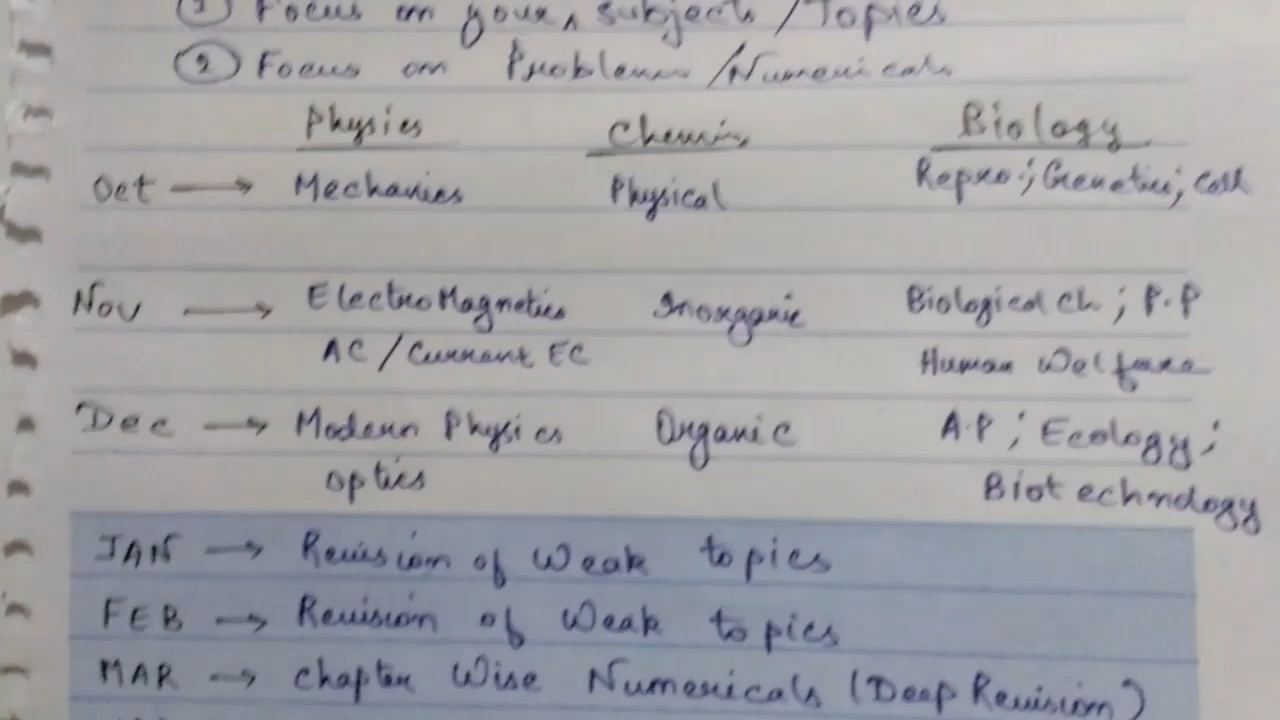 ① Focus on your subjects / Topics
② Focus on Problems / Numericals
Physics Chemis Biology
Oct → Mechanics Physical Repro; Genetics; Cell
Nov → ElectroMagnetics Inorganic Biological Ch; P.P
AC / Current EC Human Welfare
Dec → Modern Physics Organic A.P; Ecology;
optics Biotechnology
JAN → Revision of Weak topics
FEB → Revision of Weak topics
MAR → Chapter Wise Numericals (Deep Revision)